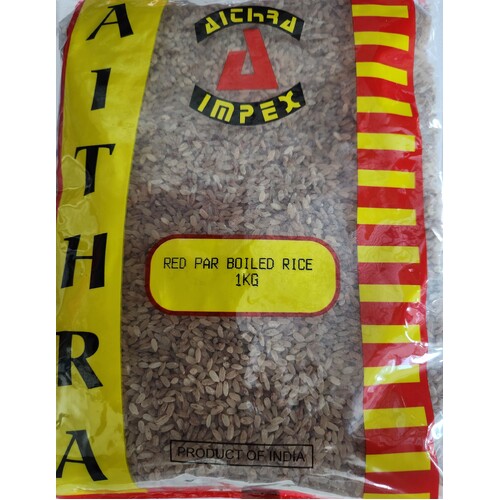 AITHRA
AITHRA
IMPEX
RED PAR BOILED RICE
1KG
PRODUCT OF INDIA